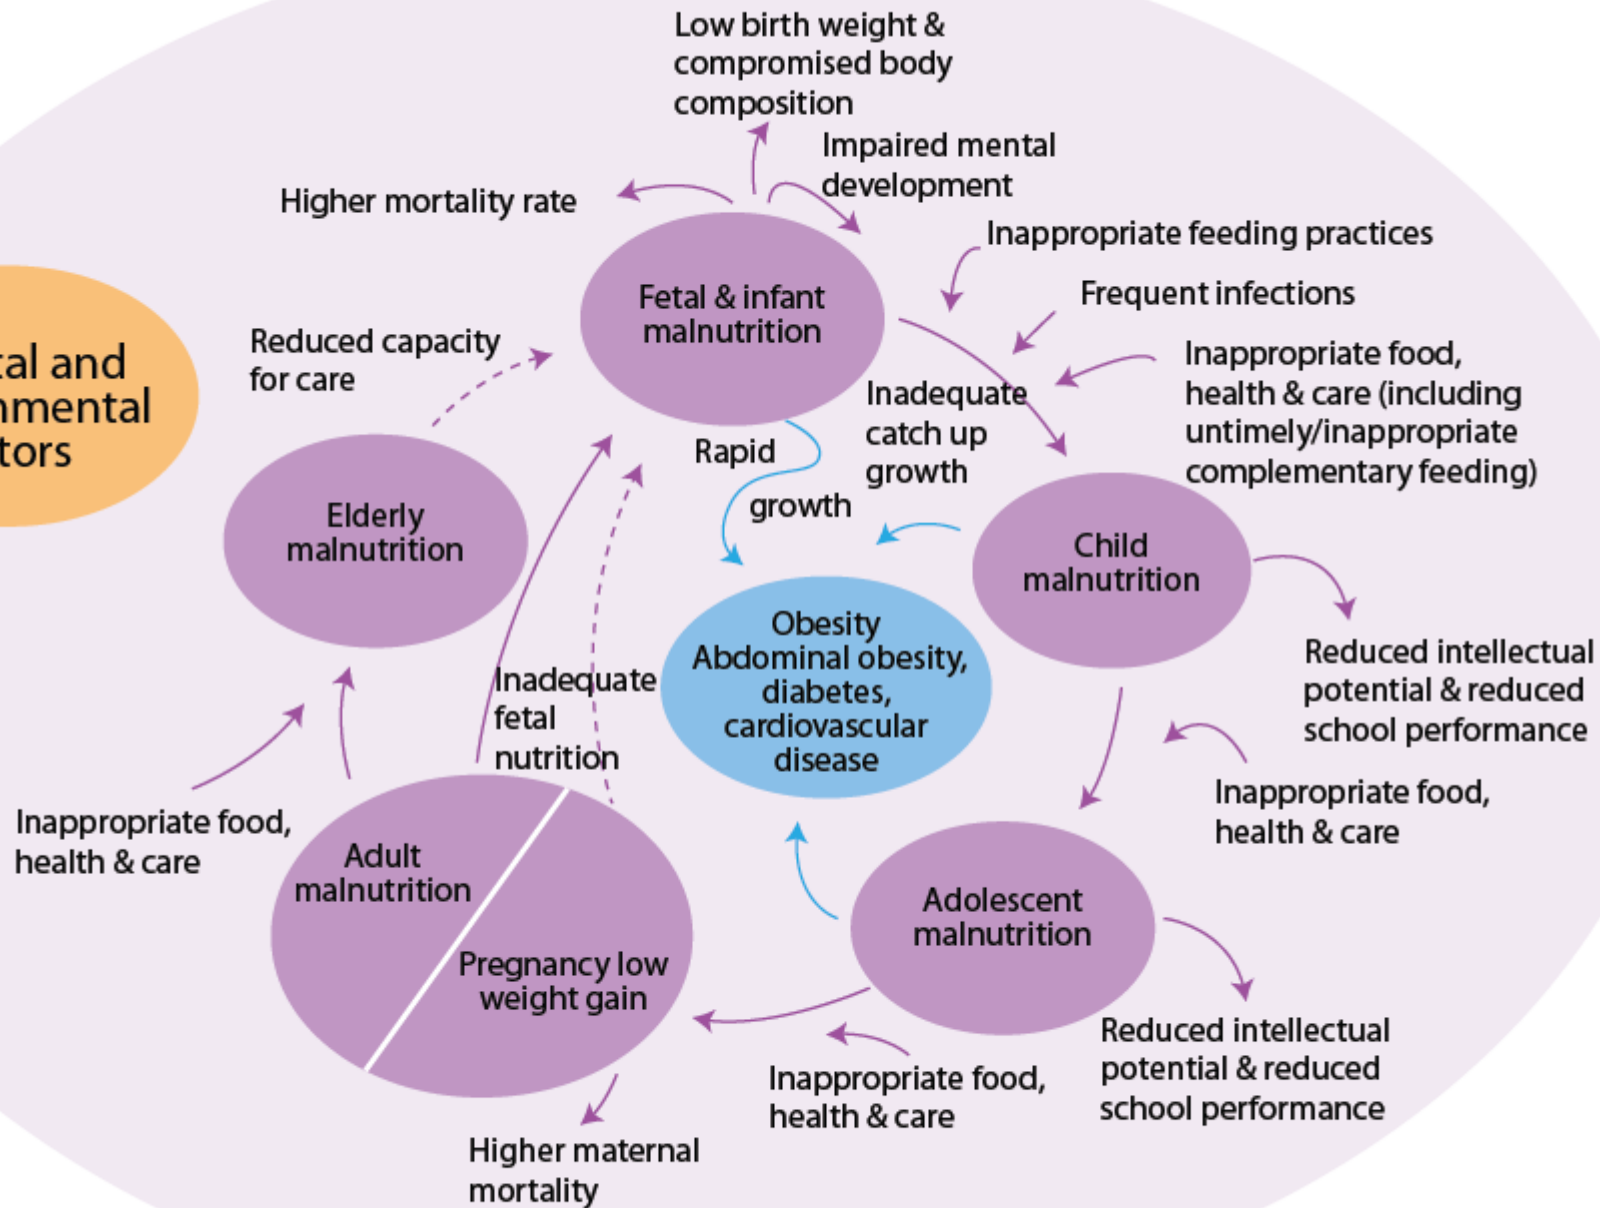 Low birth weight &
compromised body
composition
Impaired mental
development
Higher mortality rate
Inappropriate feeding practices
Frequent infections
Fetal & infant
malnutrition
Reduced capacity
for care
Inappropriate food,
health & care (including
untimely/inappropriate
complementary feeding)
and
Inadequate
catch up
growth
Rapid
growth
Elderly
malnutrition
Child
malnutrition
Obesity
Abdominal obesity,
diabetes,
cardiovascular
disease
Reduced intellectual
potential & reduced
school performance
Inadequate
fetal
nutrition
Inappropriate food,
health & care
Inappropriate food,
health & care
Adult
malnutrition
Pregnancy low
weight gain
Adolescent
malnutrition
Reduced intellectual
potential & reduced
school performance
Inappropriate food,
health & care
Higher maternal
mortality